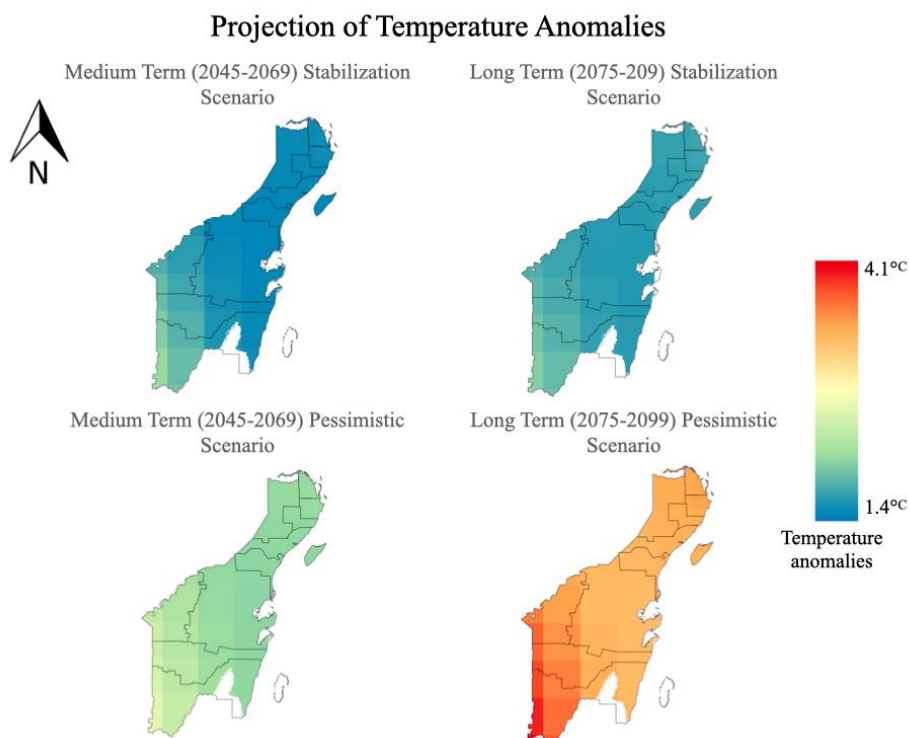 Projection of Temperature Anomalies
Medium Term (2045-2069) Stabilization
Scenario
Long Term (2075-209) Stabilization
Scenario
N
4.1°C
1.4°C
Temperature
anomalies
Medium Term (2045-2069) Pessimistic
Scenario
Long Term (2075-2099) Pessimistic
Scenario